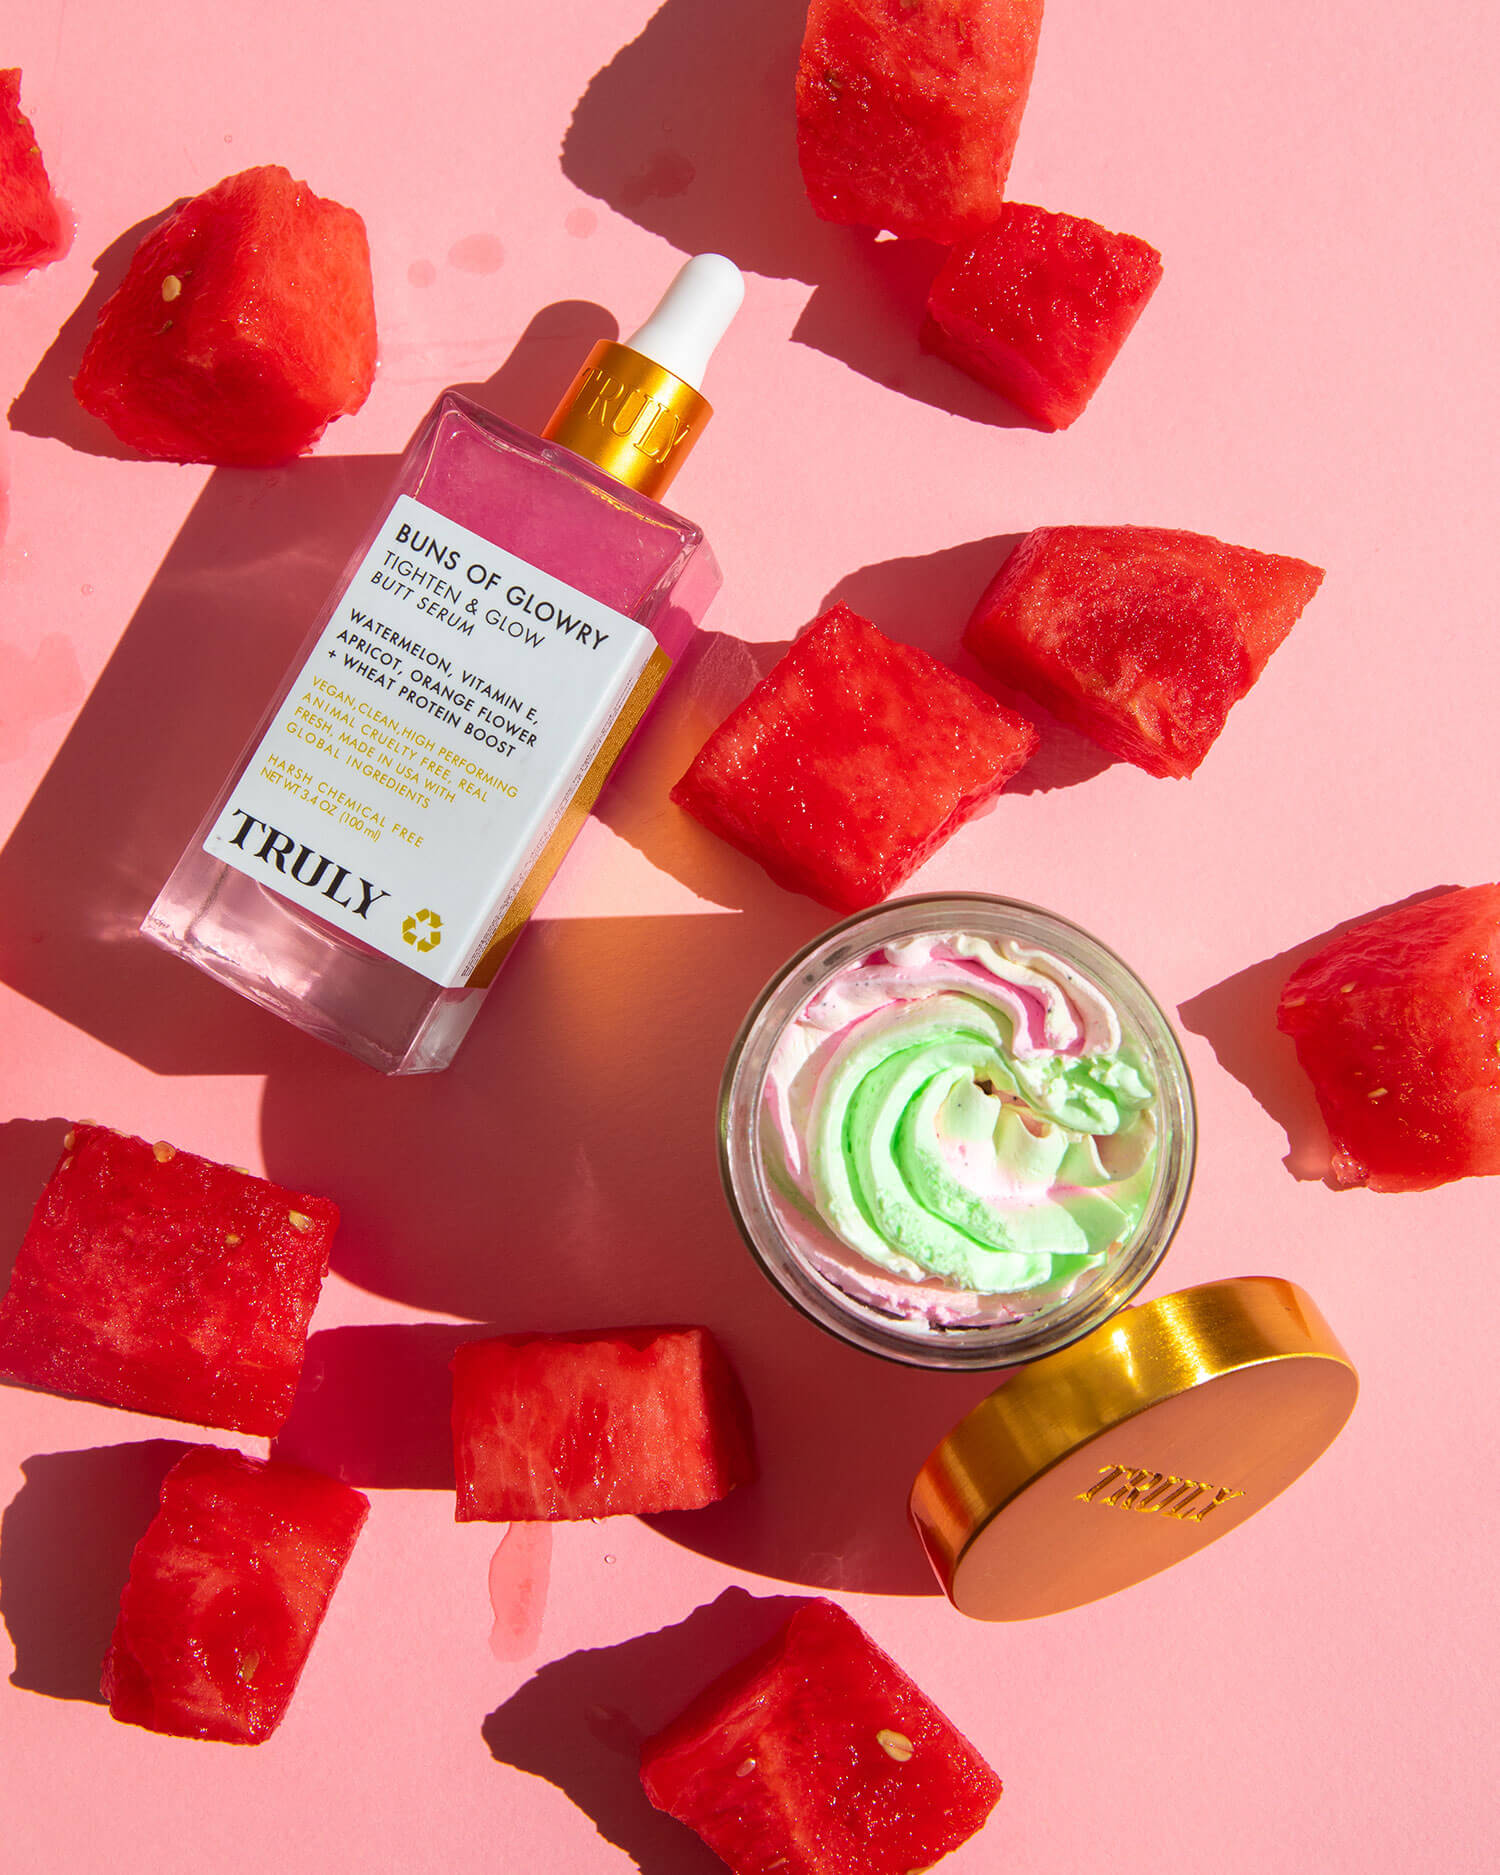 TRULY
BUNS OF GLOWRY
TIGHTEN & GLOW
BUTT SERUM
WATERMELON, VITAMIN E,
APRICOT, ORANGE FLOWER
+ WHEAT PROTEIN BOOST
VEGAN,CLEAN,HIGH PERFORMING
ANIMAL CRUELTY FREE, REAL
FRESH, MADE IN USA WITH
GLOBAL INGREDIENTS
HARSH CHEMICAL FREE
NET WT 3.4 OZ (100 ml)
TRULY
TRULY